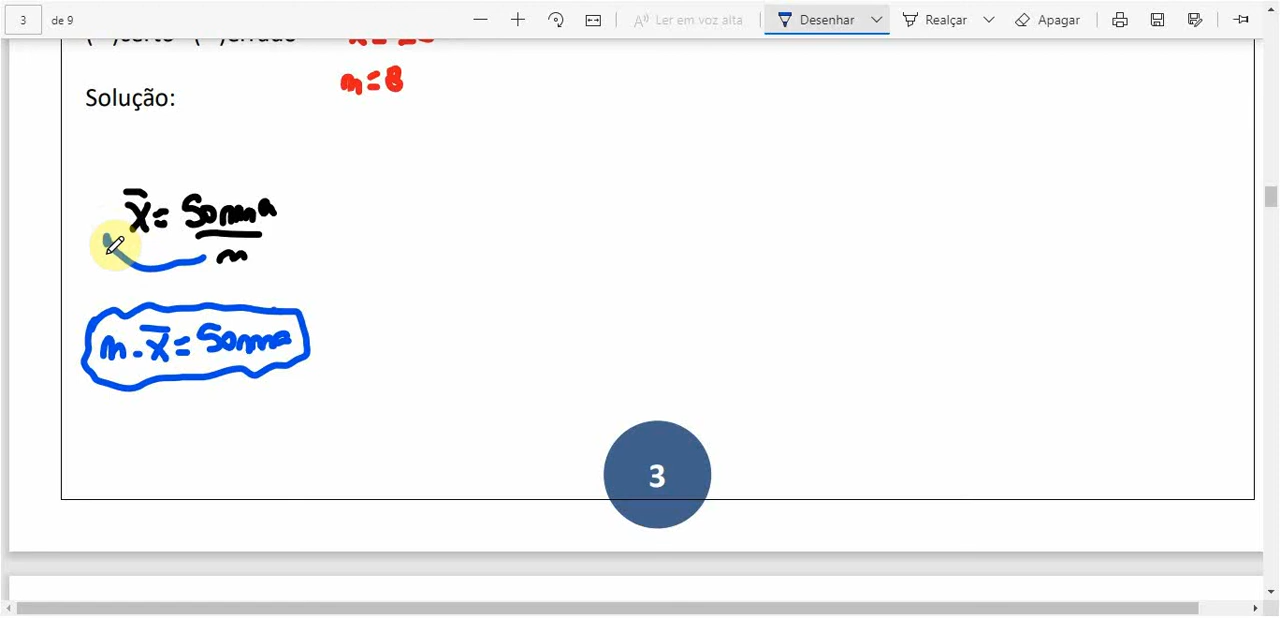 3 de 9 Ler em voz alta Desenhar Realçar Apagar
n = 8
Solução:
x̄ = Soma
n
n · x̄ = Soma
3